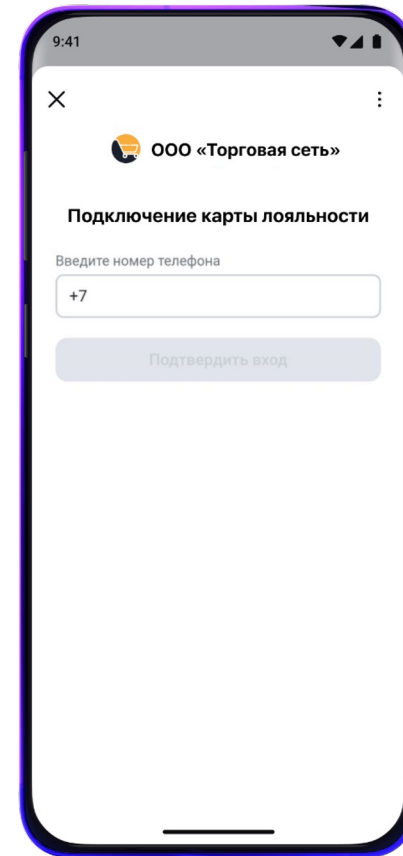 9:41
ООО «Торговая сеть»
Подключение карты лояльности
Введите номер телефона
+7
Подтвердить вход